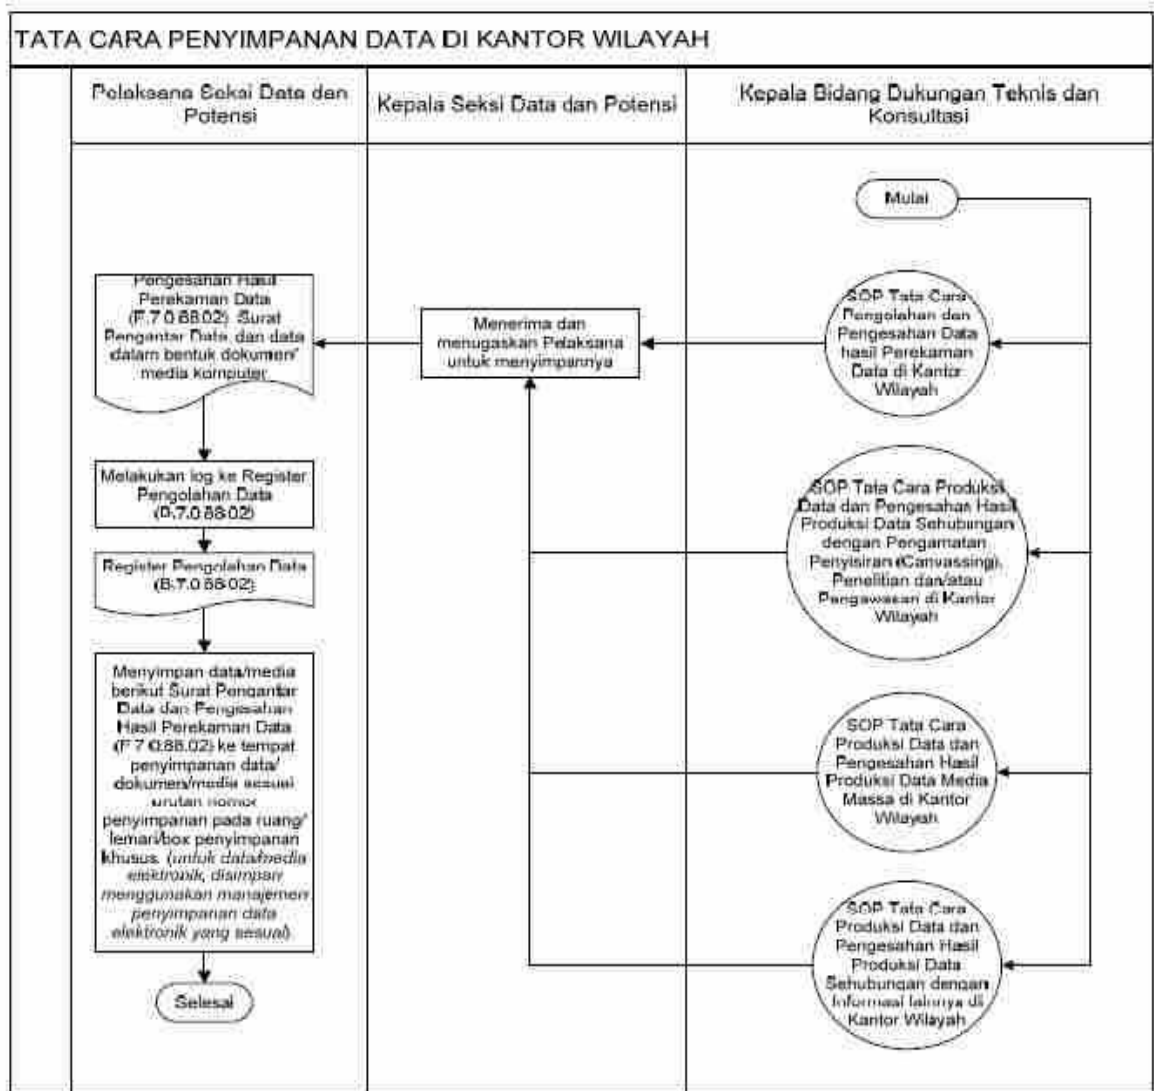 TATA CARA PENYIMPANAN DATA DI KANTOR WILAYAH
Pelaksana Seksi Data dan
Potensi
Kepala Seksi Data dan Potensi
Kepala Bidang Dukungan Teknis dan
Konsultasi
Mulai
Pengesahan Hasil
Perekaman Data
(F.7.0.88.02) Surat
Pengantar Data, dan data
dalam bentuk dokumen/
media komputer
Menerima dan
menugaskan Pelaksana
untuk menyimpannya
SOP Tata Cara
Pengolahan dan
Pengesahan Data
hasil Perekaman
Data di Kantor
Wilayah
Melakukan log ke Register
Pengolahan Data
(B.7.0.88.02)
Register Pengolahan Data
(B.7.0.88.02)
SOP Tata Cara Produksi
Data dan Pengesahan Hasil
Produksi Data Sehubungan
dengan Pengamatan
Penyisiran (Canvassing),
Penelitian dan/atau
Pengawasan di Kantor
Wilayah
Menyimpan data/media
berikut Surat Pengantar
Data dan Pengesahan
Hasil Perekaman Data
(F.7.0.88.02) ke tempat
penyimpanan data/
dokumen/media sesuai
urutan nomor
penyimpanan pada ruang/
lemari/box penyimpanan
khusus. (untuk data/media
elektronik, disimpan
menggunakan manajemen
penyimpanan data
elektronik yang sesuai)
SOP Tata Cara
Produksi Data dan
Pengesahan Hasil
Produksi Data Media
Massa di Kantor
Wilayah
SOP Tata Cara
Produksi Data dan
Pengesahan Hasil
Produksi Data
Sehubungan dengan
Informasi lainnya di
Kantor Wilayah
Selesai